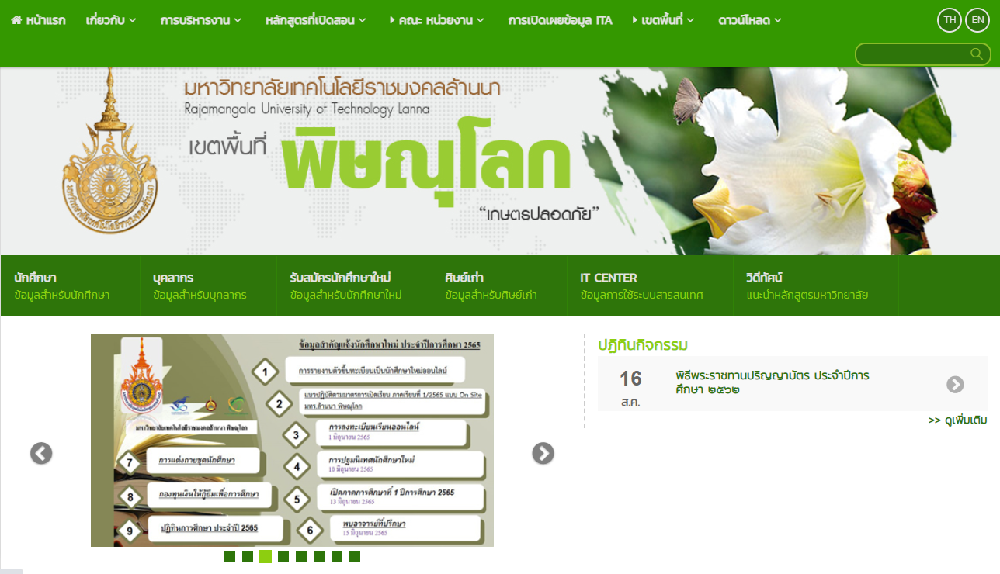 หน้าแรก เกี่ยวกับ การบริหารงาน หลักสูตรที่เปิดสอน คณะ หน่วยงาน การเปิดเผยข้อมูล ITA เขตพื้นที่ ดาวน์โหลด TH EN
มหาวิทยาลัยเทคโนโลยีราชมงคลล้านนา
Rajamangala University of Technology Lanna
เขตพื้นที่ พิษณุโลก
“เกษตรปลอดภัย”
นักศึกษา บุคลากร รับสมัครนักศึกษาใหม่ ศิษย์เก่า IT CENTER วิดีทัศน์
ข้อมูลสำหรับนักศึกษา ข้อมูลสำหรับบุคลากร ข้อมูลสำหรับนักศึกษาใหม่ ข้อมูลสำหรับศิษย์เก่า ข้อมูลการใช้ระบบสารสนเทศ แนะนำหลักสูตรมหาวิทยาลัย
ข้อมูลสำคัญแจ้งนักศึกษาใหม่ ประจำปีการศึกษา 2565
1 การรายงานตัวขึ้นทะเบียนเป็นนักศึกษาใหม่ออนไลน์
2 แนวปฏิบัติตามมาตรการเปิดเรียน ภาคเรียนที่ 1/2565 แบบ On Site
มทร.ล้านนา พิษณุโลก
มหาวิทยาลัยเทคโนโลยีราชมงคลล้านนา พิษณุโลก
3 การลงทะเบียนเรียนออนไลน์
1 มิถุนายน 2565
4 การปฐมนิเทศนักศึกษาใหม่
10 มิถุนายน 2565
5 เปิดภาคการศึกษาที่ 1 ปีการศึกษา 2565
13 มิถุนายน 2565
6 พบอาจารย์ที่ปรึกษา
15 มิถุนายน 2565
7 การแต่งกายชุดนักศึกษา
8 กองทุนเงินให้กู้ยืมเพื่อการศึกษา
9 ปฏิทินการศึกษา ประจำปี 2565
ปฏิทินกิจกรรม
16
ส.ค.
พิธีพระราชทานปริญญาบัตร ประจำปีการ
ศึกษา ๒๕๖๒
>> ดูเพิ่มเติม